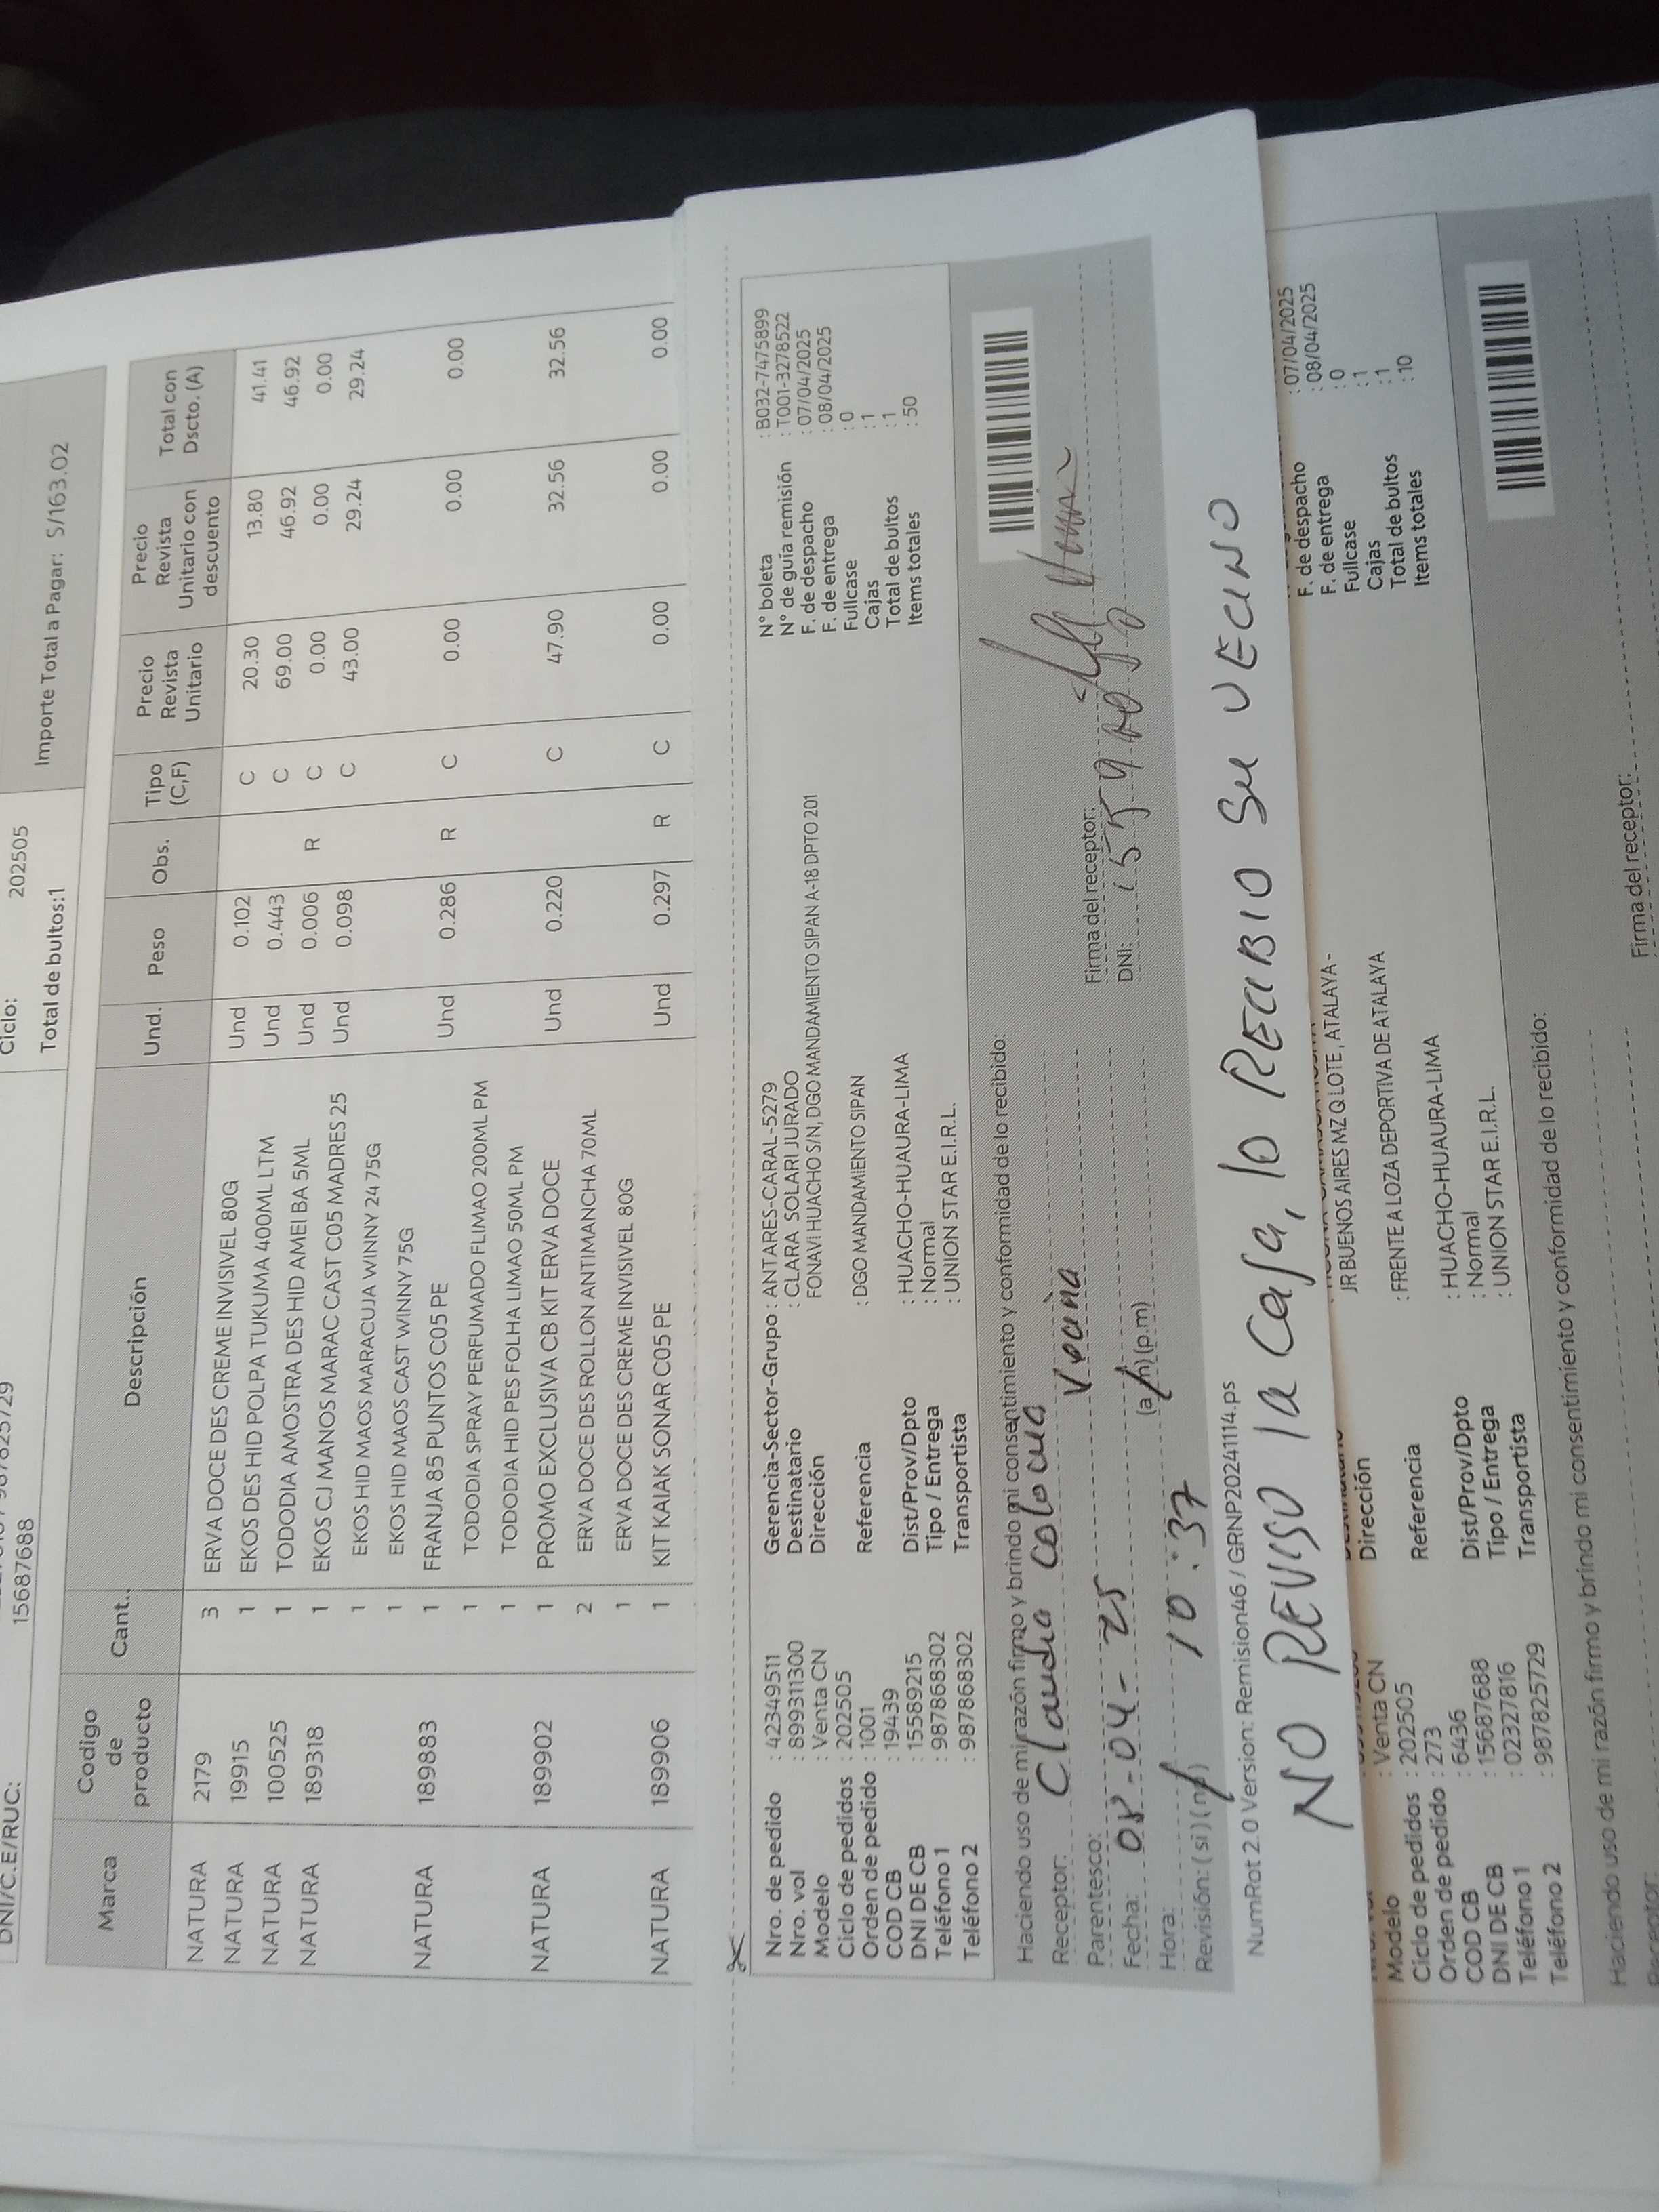 DNI/C.E/RUC:
15687688
Ciclo:
202505
Total de bultos:1
Importe Total a Pagar: S/163.02
Marca Codigo de producto Cant.. Descripción Und. Peso Obs. Tipo (C,F) Precio Revista Unitario Precio Revista Unitario con descuento Total con Dscto. (A)
NATURA 2179 3 ERVA DOCE DES CREME INVISIVEL 80G Und 0.102 C 20.30 13.80 41.41
NATURA 19915 1 EKOS DES HID POLPA TUKUMA 400ML LTM Und 0.443 C 69.00 46.92 46.92
NATURA 100525 1 TODODIA AMOSTRA DES HID AMEI BA 5ML Und 0.006 R C 0.00 0.00 0.00
NATURA 189318 1 EKOS CJ MANOS MARAC CAST C05 MADRES 25 Und 0.098 C 43.00 29.24 29.24
1 EKOS HID MAOS MARACUJA WINNY 24 75G
1 EKOS HID MAOS CAST WINNY 75G
NATURA 189883 1 FRANJA 85 PUNTOS C05 PE Und 0.286 R C 0.00 0.00 0.00
1 TODODIA SPRAY PERFUMADO FLIMAO 200ML PM
1 TODODIA HID PES FOLHA LIMAO 50ML PM
NATURA 189902 1 PROMO EXCLUSIVA CB KIT ERVA DOCE Und 0.220 C 47.90 32.56 32.56
2 ERVA DOCE DES ROLLON ANTIMANCHA 70ML
1 ERVA DOCE DES CREME INVISIVEL 80G
NATURA 189906 1 KIT KAIAK SONAR C05 PE Und 0.297 R C 0.00 0.00 0.00
Nro. de pedido : 42349511
Nro. vol : 899311300
Modelo : Venta CN
Ciclo de pedidos : 202505
Orden de pedido : 1001
COD CB : 19439
DNI DE CB : 15589215
Teléfono 1 : 987868302
Teléfono 2 : 987868302
Gerencia-Sector-Grupo : ANTARES-CARAL-5279
Destinatario : CLARA SOLARI JURADO
Dirección FONAVI HUACHO S/N, DGO MANDAMIENTO SIPAN A-18 DPTO 201
Referencia : DGO MANDAMIENTO SIPAN
Dist/Prov/Dpto : HUACHO-HUAURA-LIMA
Tipo / Entrega : Normal
Transportista : UNION STAR E.I.R.L.
N° boleta : B032-7475899
N° de guía remisión : T001-3278522
F. de despacho : 07/04/2025
F. de entrega : 08/04/2025
Fullcase : 0
Cajas : 1
Total de bultos : 1
Items totales : 50
Haciendo uso de mi razón firmo y brindo mi consentimiento y conformidad de lo recibido:
Receptor: Claudia Colocua
Parentesco: Vecina
Fecha: 08-04-25
Hora: 10:37 (a.m) (p.m)
Revisión: ( si ) ( no )
Firma del receptor:
DNI:
NumRot 2.0 Version: Remision46 / GRNP20241114.ps
NO REVISO la Casa, lo RECIBIO Su VECINO
Modelo : Venta CN
Ciclo de pedidos : 202505
Orden de pedido : 273
COD CB : 6436
DNI DE CB : 15687688
Teléfono 1 : 02327816
Teléfono 2 : 987825729
Dirección JR BUENOS AIRES MZ Q LOTE , ATALAYA-
Referencia : FRENTE A LOZA DEPORTIVA DE ATALAYA
Dist/Prov/Dpto : HUACHO-HUAURA-LIMA
Tipo / Entrega : Normal
Transportista : UNION STAR E.I.R.L.
F. de despacho : 07/04/2025
F. de entrega : 08/04/2025
Fullcase : 0
Cajas : 1
Total de bultos : 1
Items totales : 10
Haciendo uso de mi razón firmo y brindo mi consentimiento y conformidad de lo recibido:
Firma del receptor: